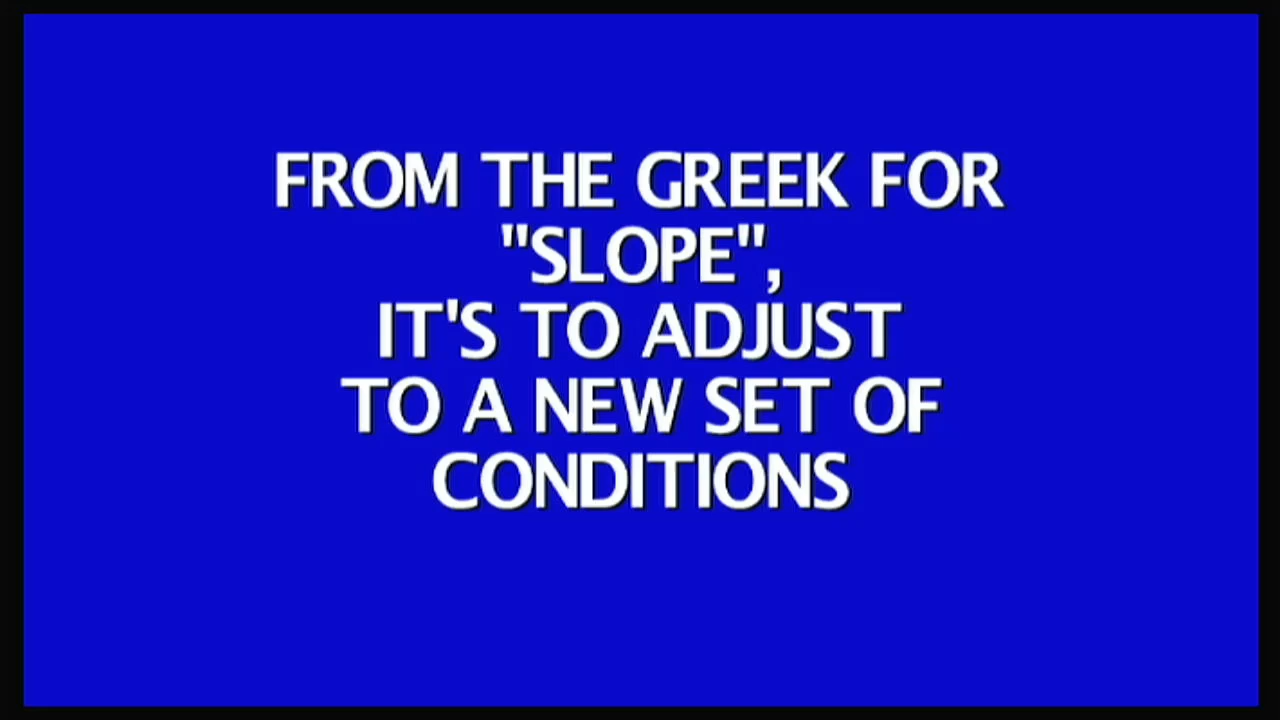 FROM THE GREEK FOR
"SLOPE",
IT'S TO ADJUST
TO A NEW SET OF
CONDITIONS